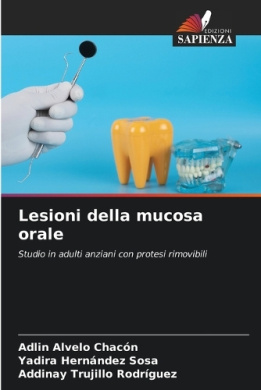 EDIZIONI
SAPIENZA
Lesioni della mucosa
orale
Studio in adulti anziani con protesi rimovibili
Adlin Alvelo Chacón
Yadira Hernández Sosa
Addinay Trujillo Rodríguez